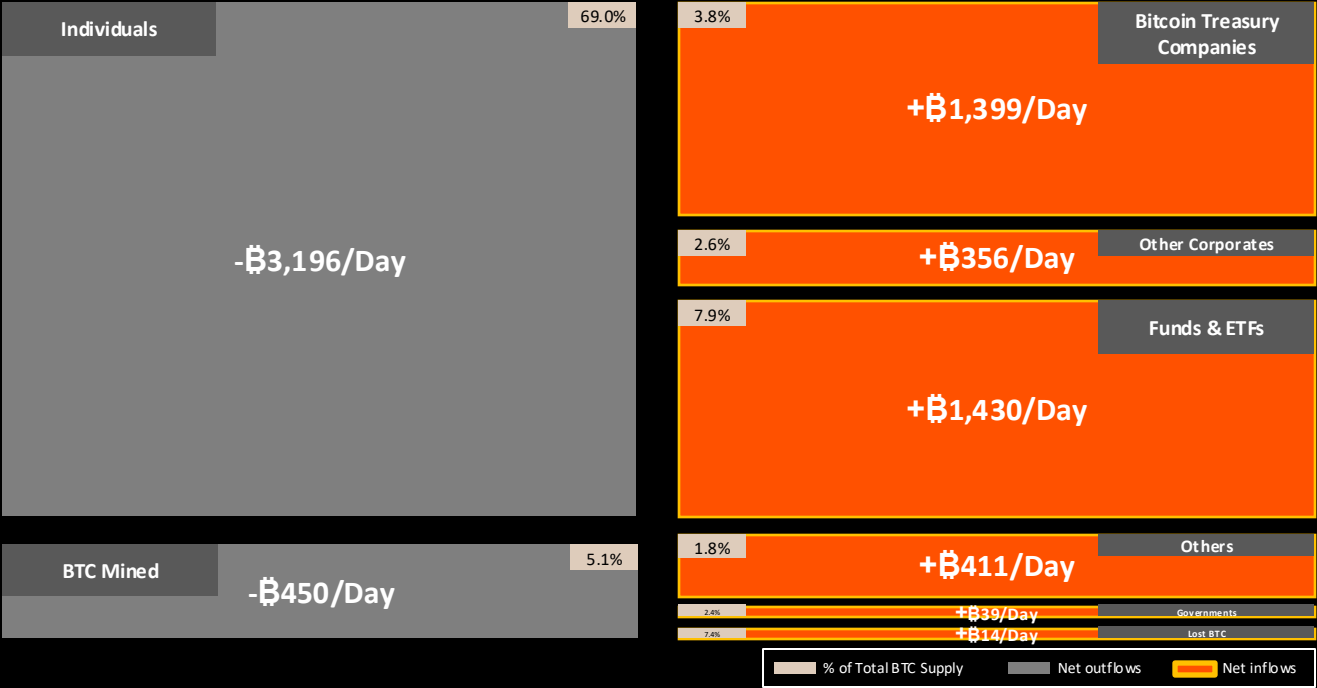 Individuals
69.0%
-₿3,196/Day
BTC Mined
5.1%
-₿450/Day
3.8%
Bitcoin Treasury
Companies
+₿1,399/Day
2.6%
Other Corporates
+₿356/Day
7.9%
Funds & ETFs
+₿1,430/Day
1.8%
Others
+₿411/Day
2.4%
+₿39/Day
Governments
7.4%
+₿14/Day
Lost BTC
% of Total BTC Supply
Net outflows
Net inflows